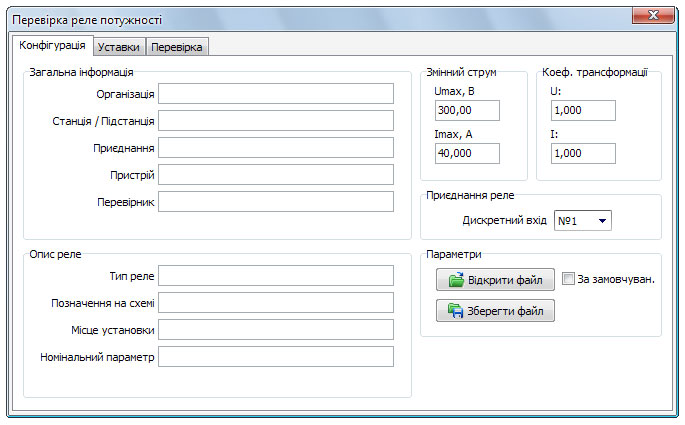 Перевірка реле потужності
Конфігурація Уставки Перевірка
Загальна інформація
Організація
Станція / Підстанція
Приєднання
Пристрій
Перевірник
Опис реле
Тип реле
Позначення на схемі
Місце установки
Номінальний параметр
Змінний струм
Umax, В
300,00
Imax, А
40,000
Коеф. трансформації
U:
1,000
I:
1,000
Приєднання реле
Дискретний вхід №1
Параметри
Відкрити файл За замовчуван.
Зберегти файл